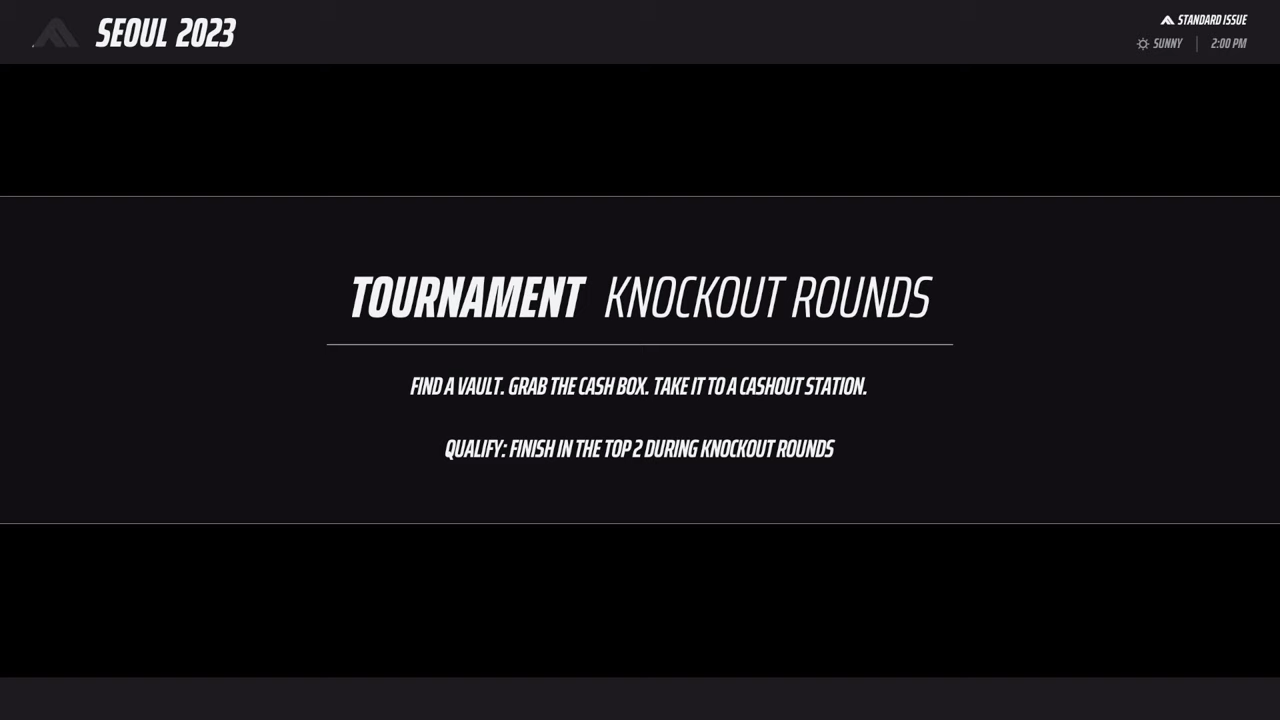 SEOUL 2023
STANDARD ISSUE
SUNNY | 2:00 PM
TOURNAMENT KNOCKOUT ROUNDS
FIND A VAULT. GRAB THE CASH BOX. TAKE IT TO A CASHOUT STATION.
QUALIFY: FINISH IN THE TOP 2 DURING KNOCKOUT ROUNDS